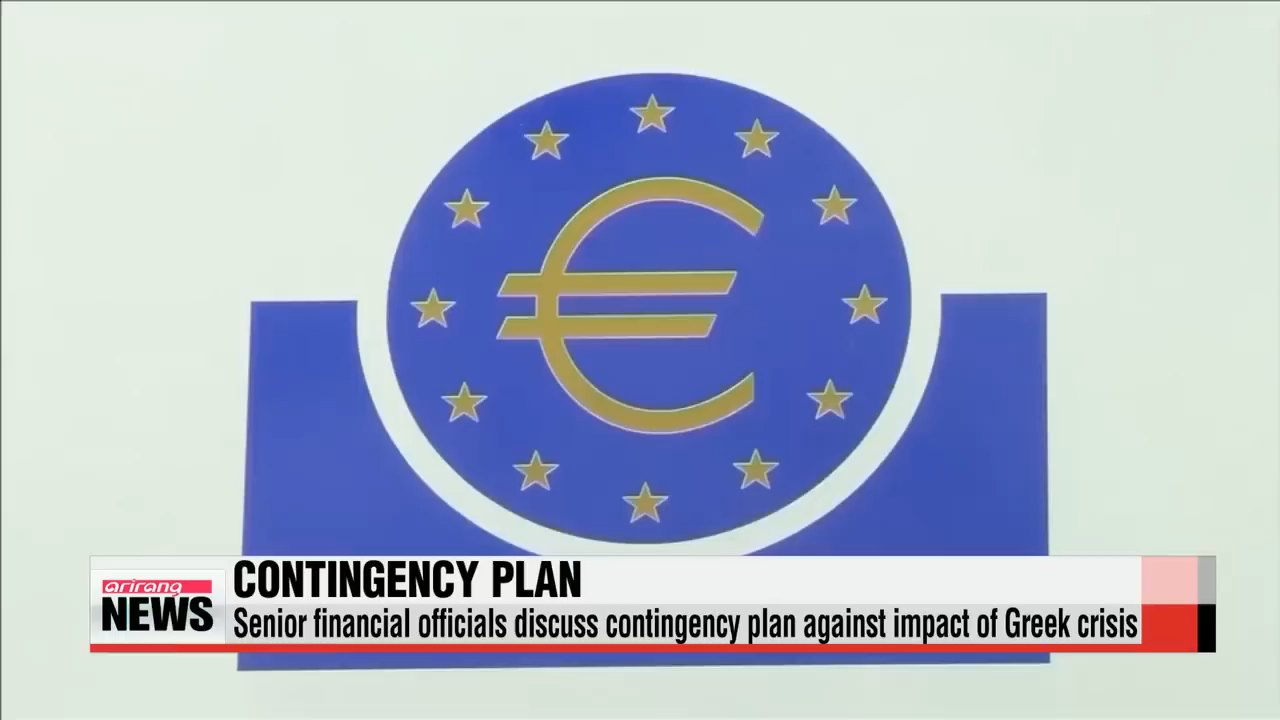 CONTINGENCY PLAN
arirang
NEWS
Senior financial officials discuss contingency plan against impact of Greek crisis